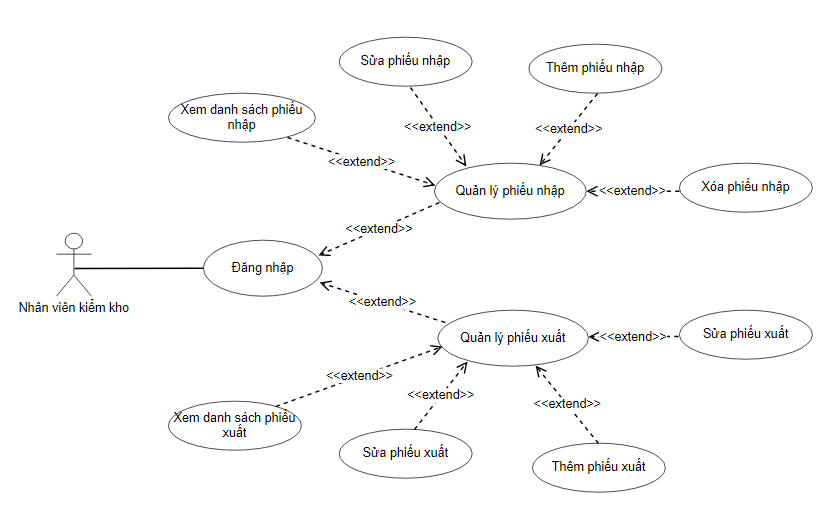 Sửa phiếu nhập
Thêm phiếu nhập
Xem danh sách phiếu
nhập
<<extend>>
<<extend>>
<<extend>>
Quản lý phiếu nhập
<<extend>>
Xóa phiếu nhập
<<extend>>
Đăng nhập
Nhân viên kiểm kho
<<extend>>
Quản lý phiếu xuất
<<extend>>
Sửa phiếu xuất
<<extend>>
<<extend>>
<<extend>>
Xem danh sách phiếu
xuất
Sửa phiếu xuất
Thêm phiếu xuất